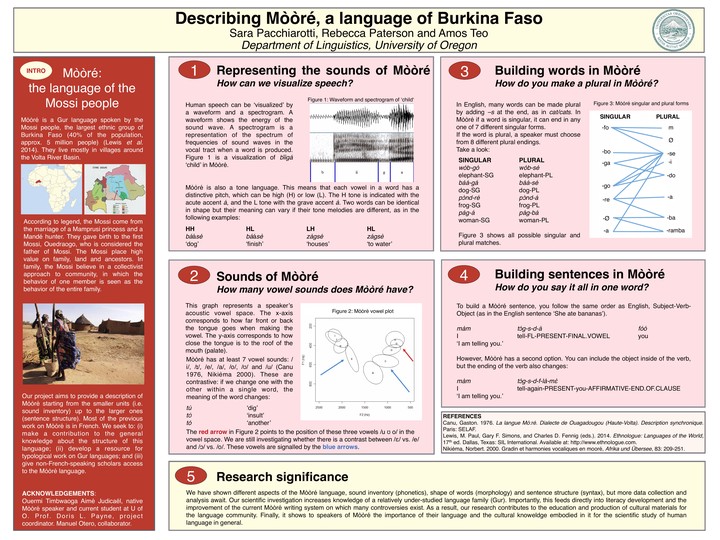 Describing Mòòré, a language of Burkina Faso
Sara Pacchiarotti, Rebecca Paterson and Amos Teo
Department of Linguistics, University of Oregon
INTRO
Mòòré:
the language of the
Mossi people
Mòòré is a Gur language spoken by the
Mossi people, the largest ethnic group of
Burkina Faso (40% of the population,
approx. 5 million people) (Lewis et al.
2014). They live mostly in villages around
the Volta River Basin.
According to legend, the Mossi come from
the marriage of a Mamprusi princess and a
Mandé hunter. They gave birth to the first
Mossi, Ouedraogo, who is considered the
father of Mossi. The Mossi place high
value on family, land and ancestors. In
family, the Mossi believe in a collectivist
approach to community, in which the
behavior of one member is seen as the
behavior of the entire family.
Our project aims to provide a description of
Mòòré starting from the smaller units (i.e.
sound inventory) up to the larger ones
(sentence structure). Most of the previous
work on Mòòré is in French. We seek to: (i)
make a contribution to the general
knowledge about the structure of this
language; (ii) develop a resource for
typological work on Gur languages; and (iii)
give non-French-speaking scholars access
to the Mòòré language.
ACKNOWLEDGEMENTS:
Ouermi Timbwaoga Aimé Judicaël, native
Mòòré speaker and current student at U of
O. Prof. Doris L. Payne, project
coordinator. Manuel Otero, collaborator.
1
Representing the sounds of Mòòré
How can we visualize speech?
Human speech can be 'visualized' by
a waveform and a spectrogram. A
waveform shows the energy of the
sound wave. A spectrogram is a
representation of the spectrum of
frequencies of sound waves in the
vocal tract when a word is produced.
Figure 1 is a visualization of bíigá
'child' in Mòòré.
Figure 1: Waveform and spectrogram of 'child'
Mòòré is also a tone language. This means that each vowel in a word has a
distinctive pitch, which can be high (H) or low (L). The H tone is indicated with the
acute accent á, and the L tone with the grave accent à. Two words can be identical
in shape but their meaning can vary if their tone melodies are different, as in the
following examples:
HH HL LH HL
báásé báàsè zàgsé zágsè
'dog' 'finish' 'houses' 'to water'
2
Sounds of Mòòré
How many vowel sounds does Mòòré have?
This graph represents a speaker's
acoustic vowel space. The x-axis
corresponds to how far front or back
the tongue goes when making the
vowel. The y-axis corresponds to how
close the tongue is to the roof of the
mouth (palate).
Mòòré has at least 7 vowel sounds: /
i/, /ɪ/, /e/, /a/, /o/, /ʊ/ and /u/ (Canu
1976, Nikiéma 2000). These are
contrastive: if we change one with the
other within a single word, the
meaning of the word changes:
tú 'dig'
tʊ́ 'insult'
tó 'another'
Figure 2: Mòòré vowel plot
The red arrow in Figure 2 points to the position of these three vowels /u ʊ o/ in the
vowel space. We are still investigating whether there is a contrast between /ɛ/ vs. /e/
and /ɔ/ vs. /o/. These vowels are signalled by the blue arrows.
3
Building words in Mòòré
How do you make a plural in Mòòré?
In English, many words can be made plural
by adding –s at the end, as in cat/cats. In
Mòòré if a word is singular, it can end in any
one of 7 different singular forms.
If the word is plural, a speaker must choose
from 8 different plural endings.
Take a look:
SINGULAR PLURAL
wób-gó wób-sé
elephant-SG elephant-PL
báá-gá báá-sé
dog-SG dog-PL
pònd-ré pònd-á
frog-SG frog-PL
pág-á pág-bá
woman-SG woman-PL
Figure 3 shows all possible singular and
plural matches.
Figure 3: Mòòré singular and plural forms
SINGULAR PLURAL
-fo
-bo
-ga
-go
-re
-Ø
-a
m
Ø
-se
-i
-do
-a
-ba
-ramba
4
Building sentences in Mòòré
How do you say it all in one word?
To build a Mòòré sentence, you follow the same order as English, Subject-Verb-
Object (as in the English sentence 'She ate bananas').
mám tòg-s-d-á fóó
I tell-FL-PRESENT-FINAL.VOWEL you
'I am telling you.'
However, Mòòré has a second option. You can include the object inside of the verb,
but the ending of the verb also changes:
mám tòg-s-d-f-lá-mé
I tell-again-PRESENT-you-AFFIRMATIVE-END.OF.CLAUSE
'I am telling you.'
REFERENCES
Canu, Gaston. 1976. La langue Mò:ré. Dialecte de Ouagadougou (Haute-Volta). Description synchronique.
Paris: SELAF.
Lewis, M. Paul, Gary F. Simons, and Charles D. Fennig (eds.). 2014. Ethnologue: Languages of the World,
17th ed. Dallas, Texas: SIL International. Available at: http://www.ethnologue.com.
Nikiéma, Norbert. 2000. Gradin et harmonies vocaliques en mooré. Afrika und Übersee, 83: 209-251.
5
Research significance
We have shown different aspects of the Mòòré language, sound inventory (phonetics), shape of words (morphology) and sentence structure (syntax), but more data collection and
analysis await. Our scientific investigation increases knowledge of a relatively under-studied language family (Gur). Importantly, this feeds directly into literacy development and the
improvement of the current Mòòré writing system on which many controversies exist. As a result, our research contributes to the education and production of cultural materials for
the language community. Finally, it shows to speakers of Mòòré the importance of their language and the cultural knoweldge embodied in it for the scientific study of human
language in general.